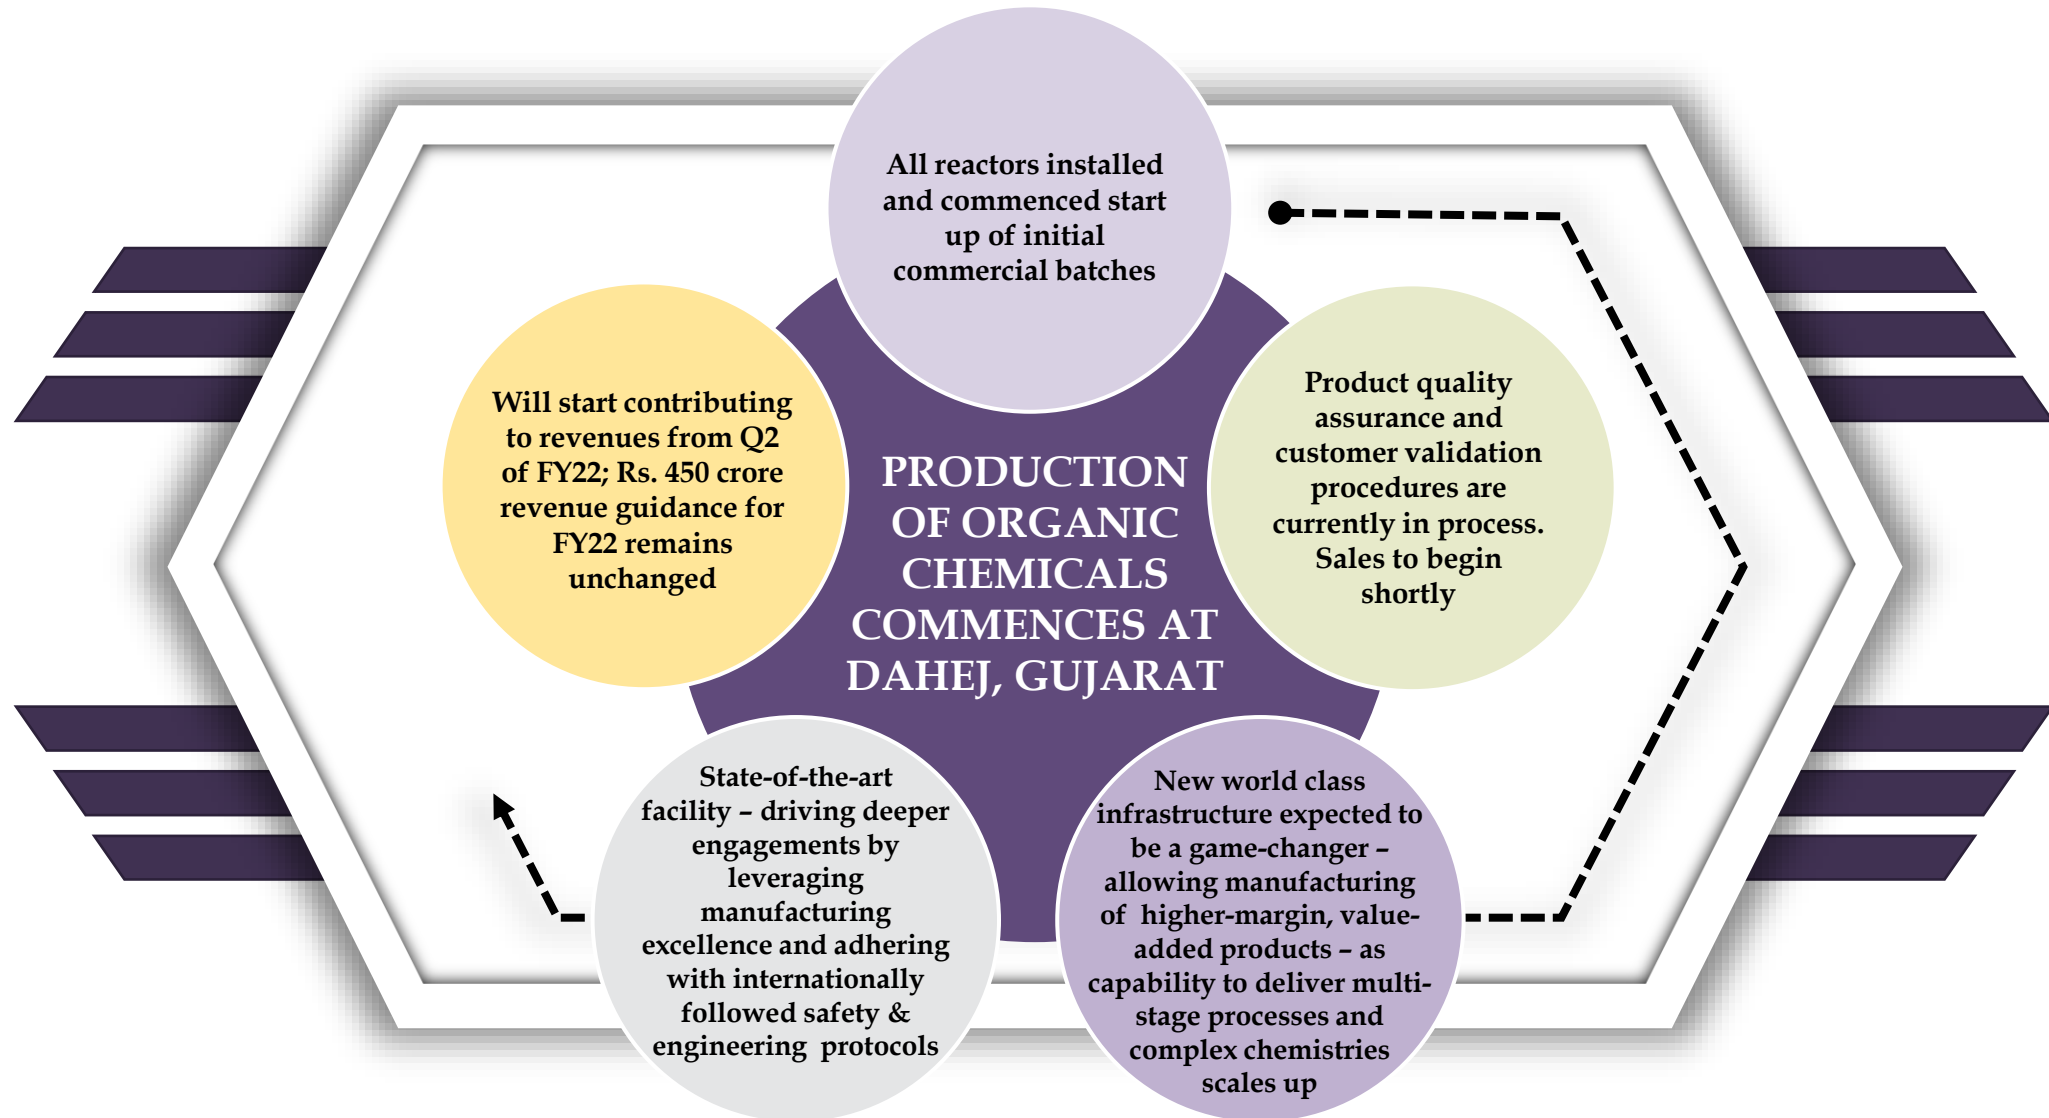 All reactors installed
and commenced start
up of initial
commercial batches
Product quality
assurance and
customer validation
procedures are
currently in process.
Sales to begin
shortly
New world class
infrastructure expected to
be a game-changer –
allowing manufacturing
of higher-margin, value-
added products – as
capability to deliver multi-
stage processes and
complex chemistries
scales up
State-of-the-art
facility – driving deeper
engagements by
leveraging
manufacturing
excellence and adhering
with internationally
followed safety &
engineering protocols
Will start contributing
to revenues from Q2
of FY22; Rs. 450 crore
revenue guidance for
FY22 remains
unchanged
PRODUCTION
OF ORGANIC
CHEMICALS
COMMENCES AT
DAHEJ, GUJARAT